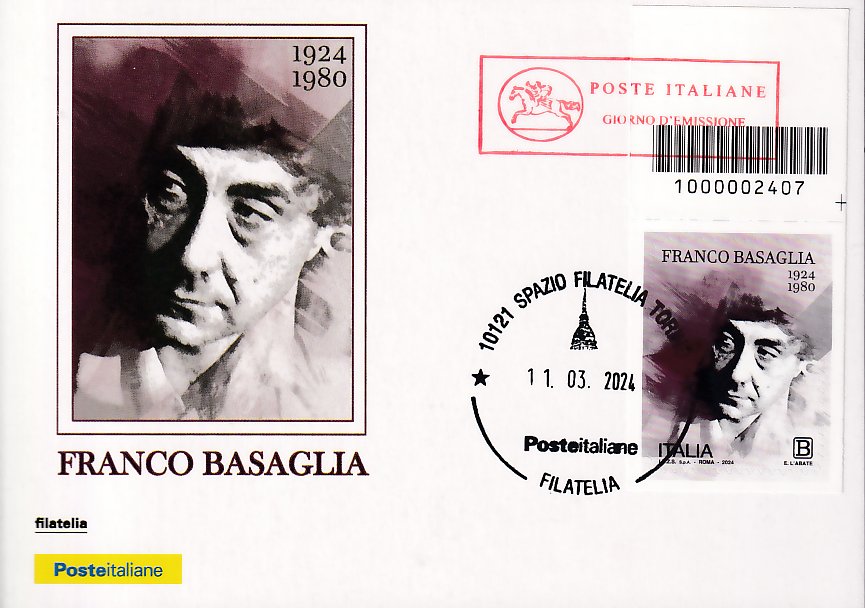 1924
1980
FRANCO BASAGLIA
filatelia
Posteitaliane
POSTE ITALIANE
GIORNO D'EMISSIONE
1000002407
FRANCO BASAGLIA
1924
1980
10121 SPAZIO FILATELIA
11. 03. 2024
Posteitaliane
FILATELIA
ITALIA
B
S.p.A. - ROMA - 2024
E. L'ABATE